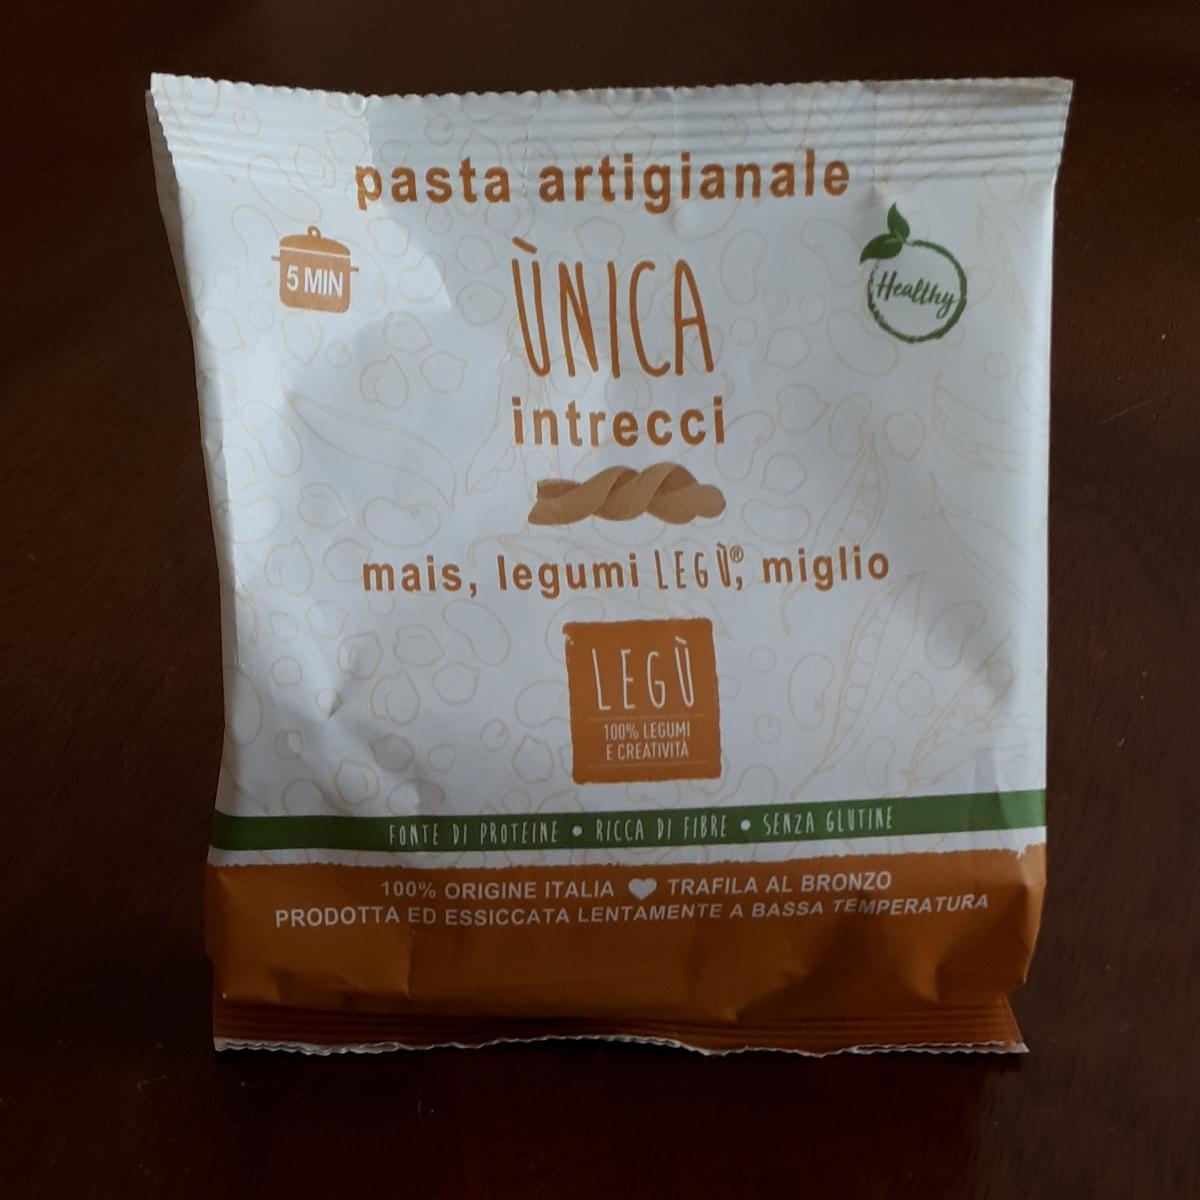 pasta artigianale
5 MIN
Healthy
ÙNICA
intrecci
mais, legumi LEGÙ®, miglio
LEGÙ
100% LEGUMI
E CREATIVITÀ
FONTE DI PROTEINE • RICCA DI FIBRE • SENZA GLUTINE
100% ORIGINE ITALIA TRAFILA AL BRONZO
PRODOTTA ED ESSICCATA LENTAMENTE A BASSA TEMPERATURA